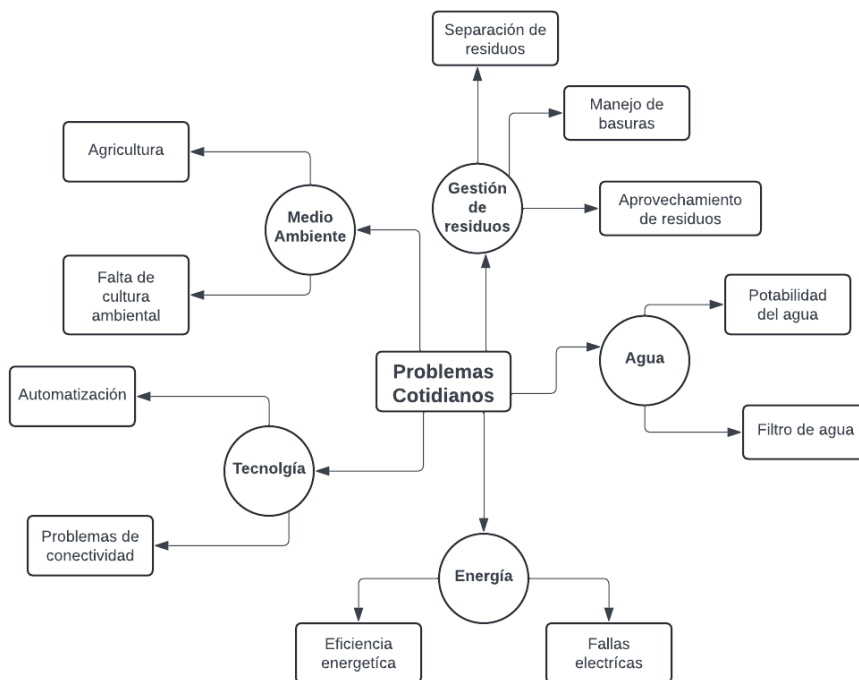 Separación de
residuos
Manejo de
basuras
Agricultura
Gestión
de
residuos
Aprovechamiento
de residuos
Medio
Ambiente
Falta de
cultura
ambiental
Potabilidad
del agua
Agua
Problemas
Cotidianos
Automatización
Filtro de agua
Tecnolgía
Problemas de
conectividad
Energía
Eficiencia
energetíca
Fallas
electrícas